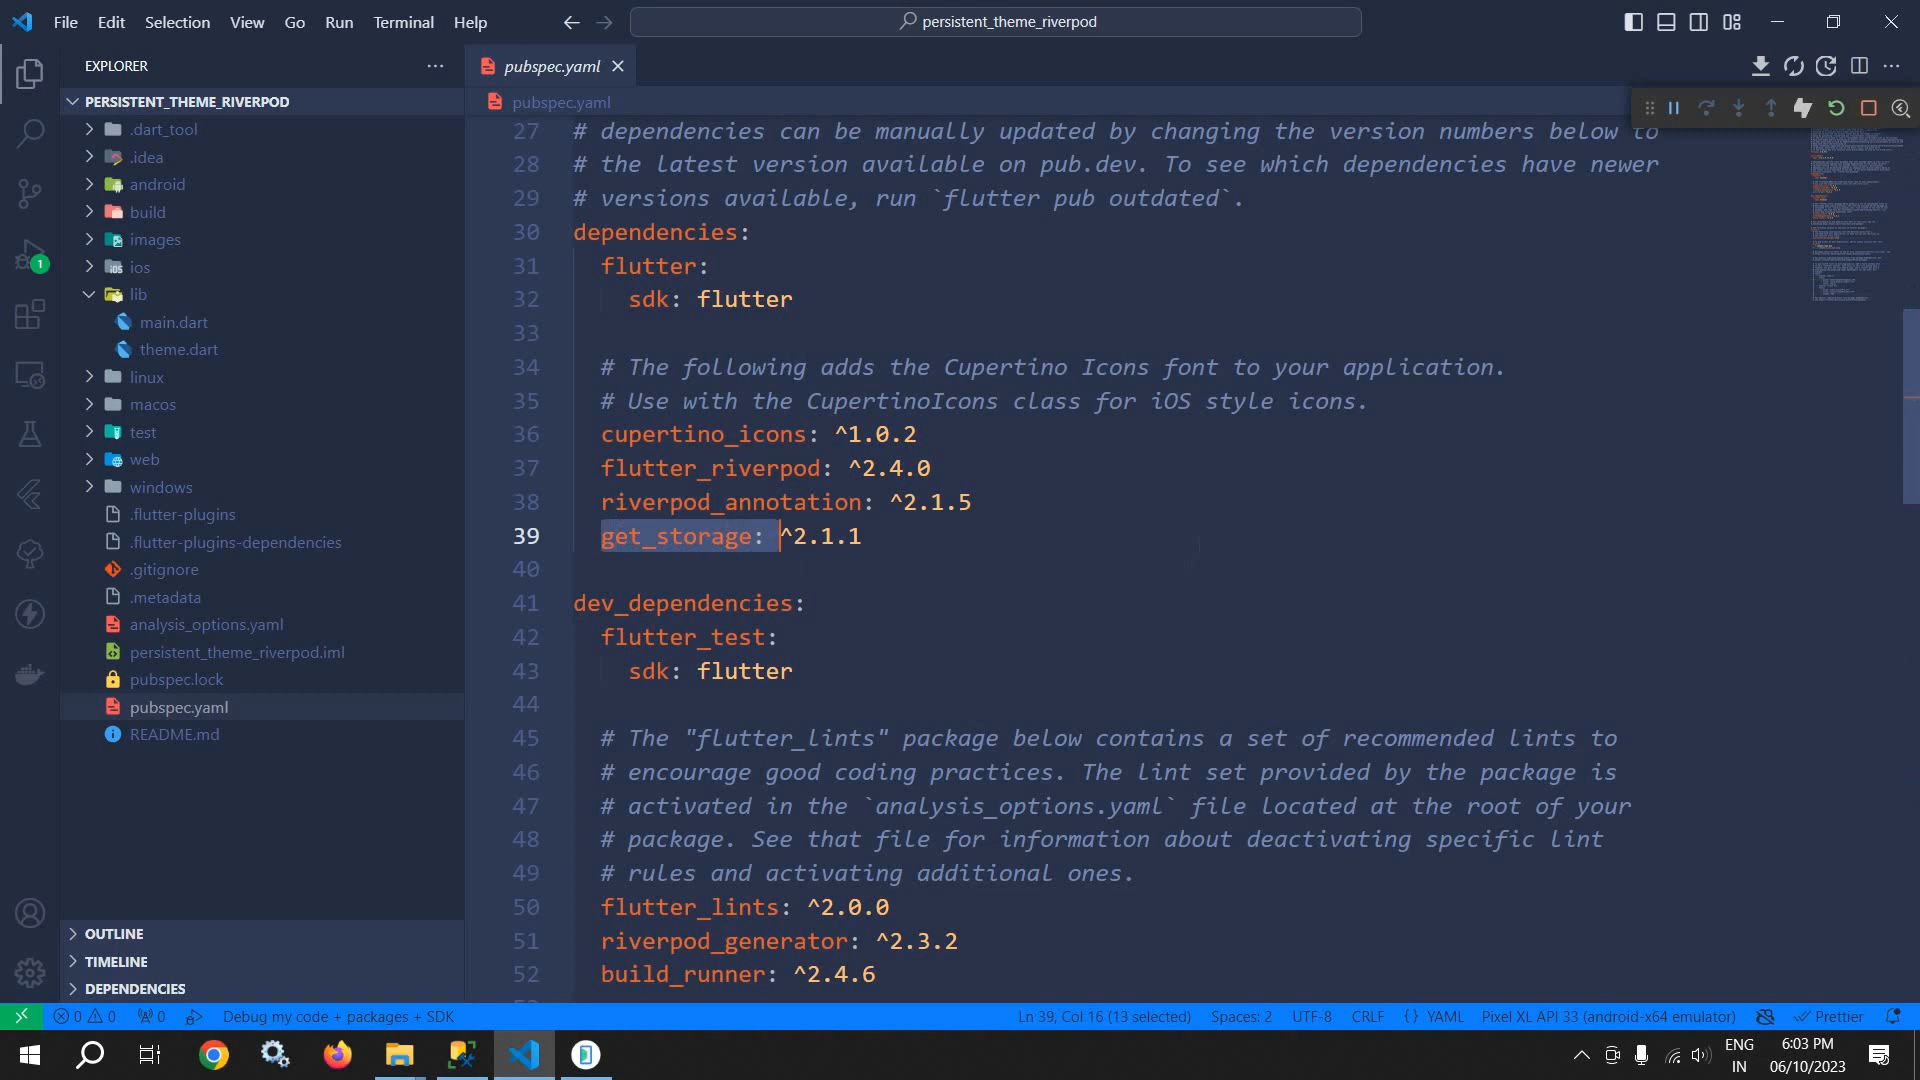 File Edit Selection View Go Run Terminal Help
persistent_theme_riverpod
EXPLORER
pubspec.yaml
PERSISTENT_THEME_RIVERPOD
.dart_tool
.idea
android
build
images
ios
lib
main.dart
theme.dart
linux
macos
test
web
windows
.flutter-plugins
.flutter-plugins-dependencies
.gitignore
.metadata
analysis_options.yaml
persistent_theme_riverpod.iml
pubspec.lock
pubspec.yaml
README.md
OUTLINE
TIMELINE
DEPENDENCIES
1
pubspec.yaml
27 # dependencies can be manually updated by changing the version numbers below to
28 # the latest version available on pub.dev. To see which dependencies have newer
29 # versions available, run `flutter pub outdated`.
30 dependencies:
31 flutter:
32 sdk: flutter
33
34 # The following adds the Cupertino Icons font to your application.
35 # Use with the CupertinoIcons class for iOS style icons.
36 cupertino_icons: ^1.0.2
37 flutter_riverpod: ^2.4.0
38 riverpod_annotation: ^2.1.5
39 get_storage: ^2.1.1
40
41 dev_dependencies:
42 flutter_test:
43 sdk: flutter
44
45 # The "flutter_lints" package below contains a set of recommended lints to
46 # encourage good coding practices. The lint set provided by the package is
47 # activated in the `analysis_options.yaml` file located at the root of your
48 # package. See that file for information about deactivating specific lint
49 # rules and activating additional ones.
50 flutter_lints: ^2.0.0
51 riverpod_generator: ^2.3.2
52 build_runner: ^2.4.6
0 0 0 Debug my code + packages + SDK Ln 39, Col 16 (13 selected) Spaces: 2 UTF-8 CRLF {} YAML Pixel XL API 33 (android-x64 emulator) Prettier
ENG
IN
6:03 PM
06/10/2023